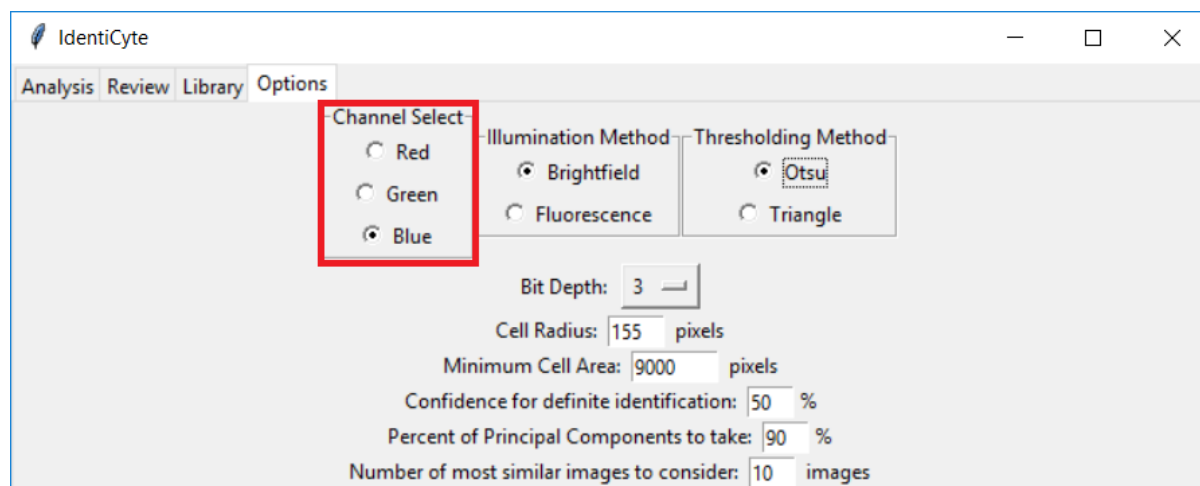 IdentiCyte
Analysis Review Library Options
Channel Select
Red
Green
Blue
Illumination Method
Brightfield
Fluorescence
Thresholding Method
Otsu
Triangle
Bit Depth: 3
Cell Radius: 155 pixels
Minimum Cell Area: 9000 pixels
Confidence for definite identification: 50 %
Percent of Principal Components to take: 90 %
Number of most similar images to consider: 10 images